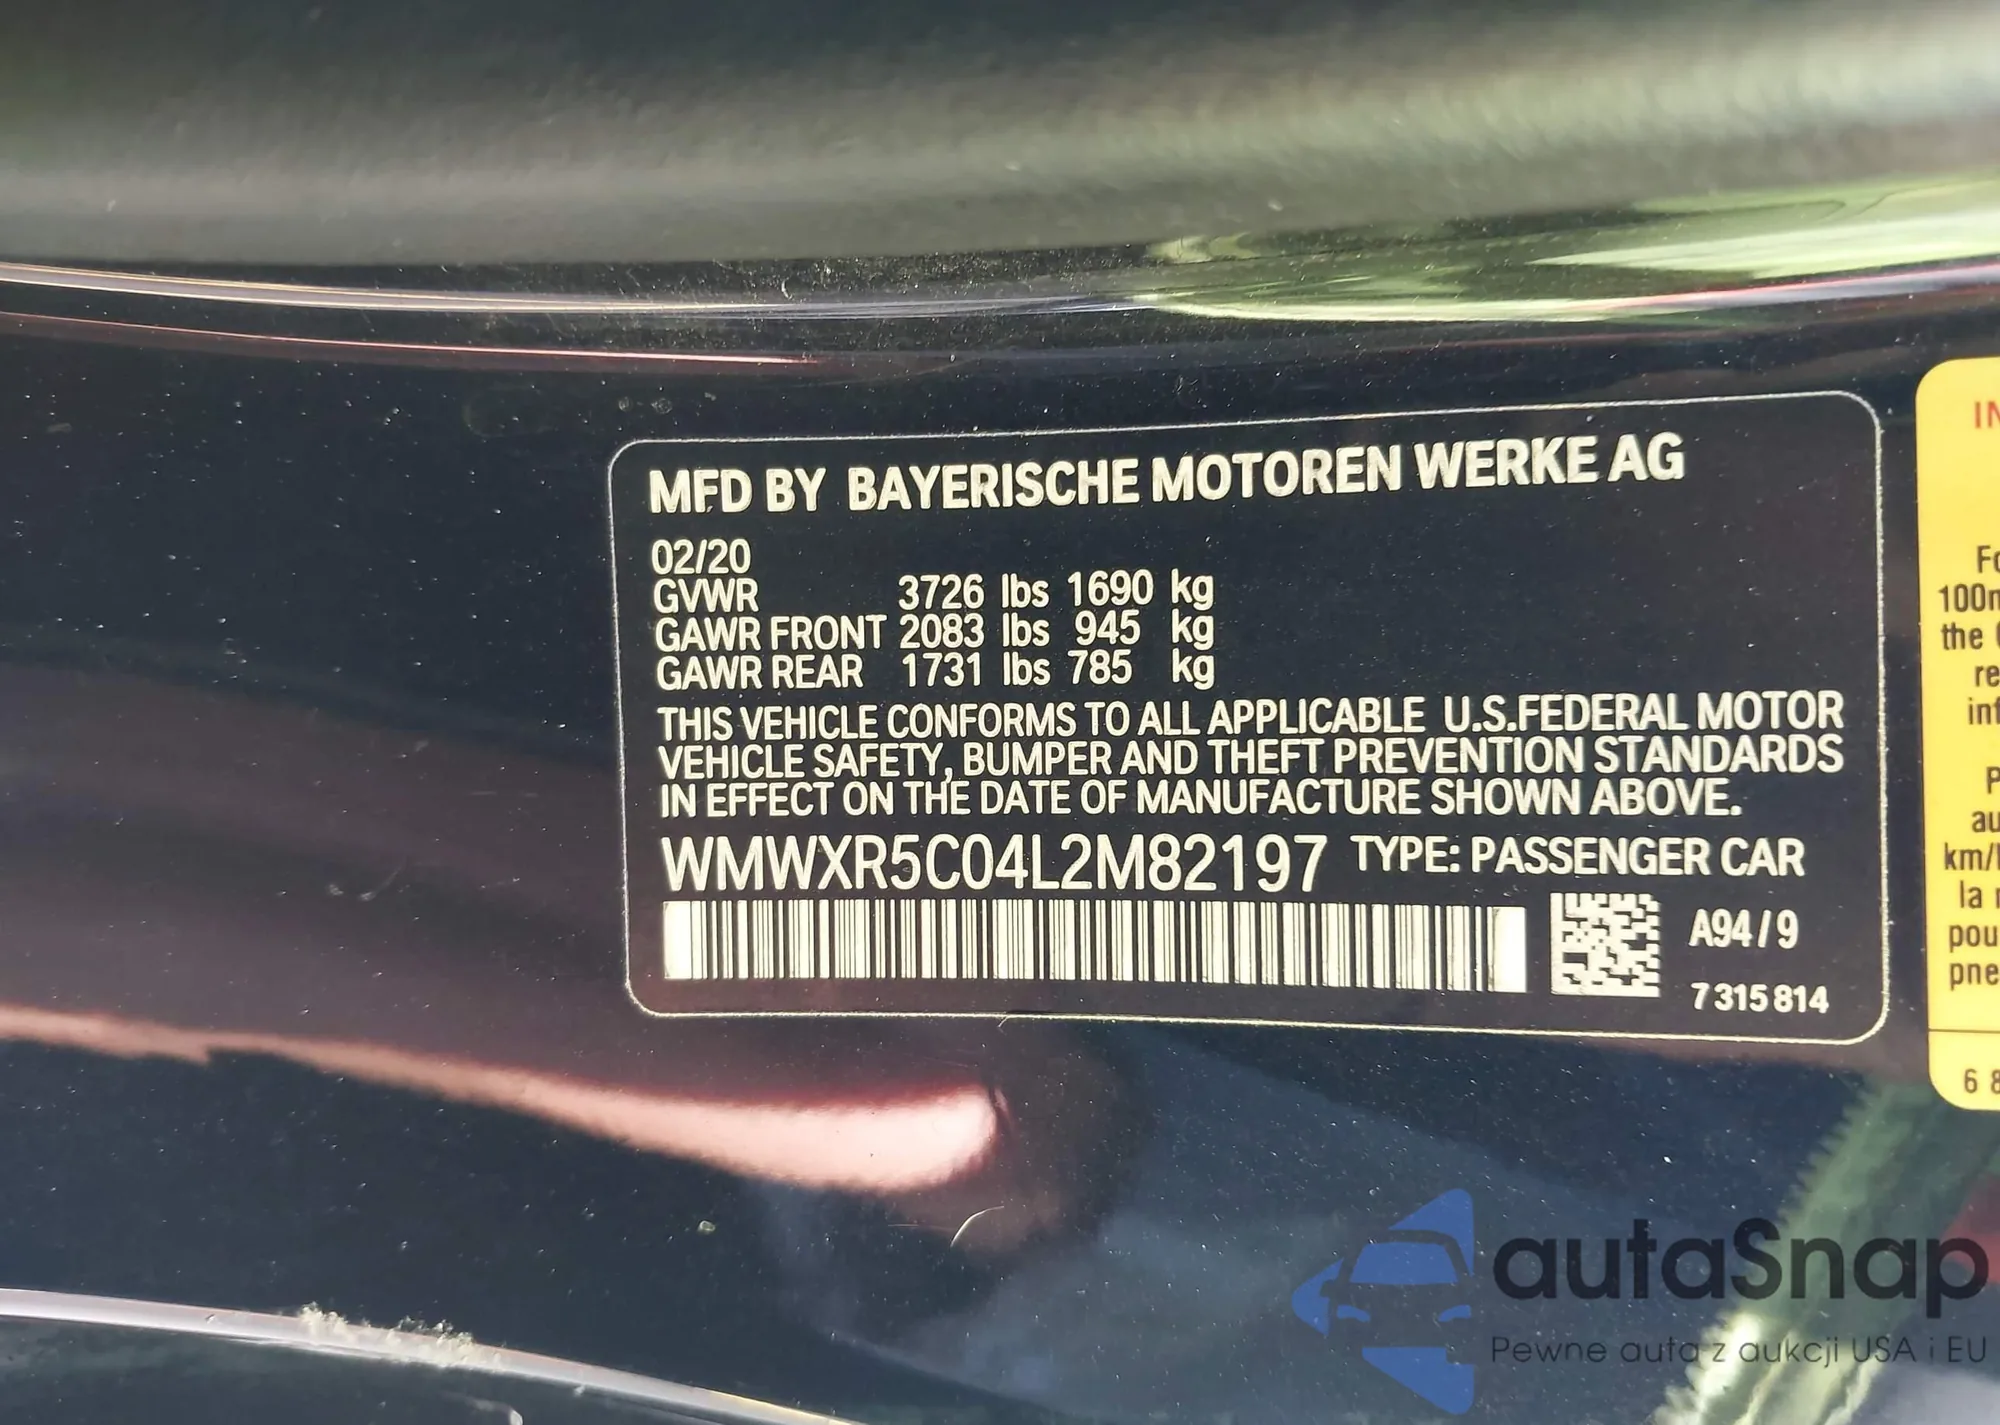 MFD BY BAYERISCHE MOTOREN WERKE AG
02/20
GVWR 3726 lbs 1690 kg
GAWR FRONT 2083 lbs 945 kg
GAWR REAR 1731 lbs 785 kg
THIS VEHICLE CONFORMS TO ALL APPLICABLE U.S.FEDERAL MOTOR
VEHICLE SAFETY, BUMPER AND THEFT PREVENTION STANDARDS
IN EFFECT ON THE DATE OF MANUFACTURE SHOWN ABOVE.
WMWXR5C04L2M82197 TYPE: PASSENGER CAR
A94/9
7315814
the
km/
la
autaSnap
Pewne auta z aukcji USA i EU